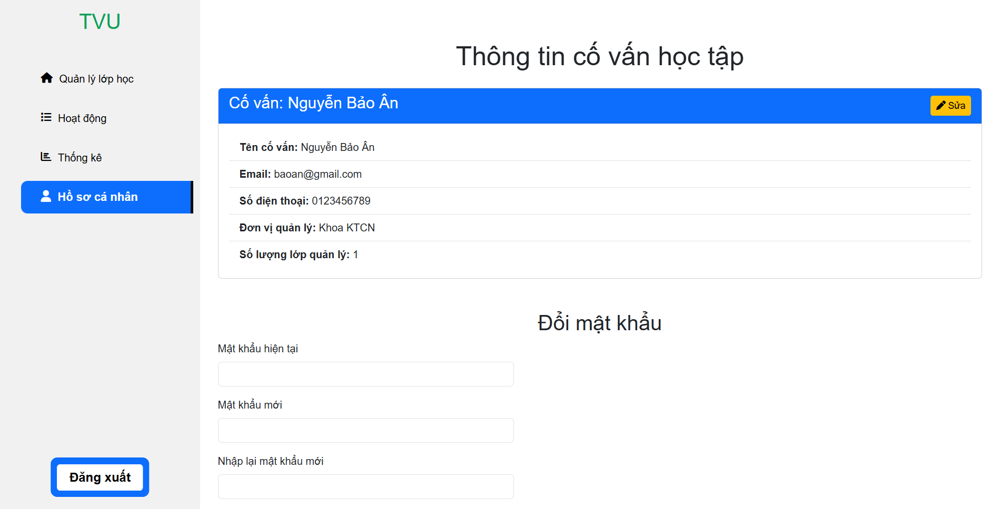 TVU
Quản lý lớp học
Hoạt động
Thống kê
Hồ sơ cá nhân
Đăng xuất
Thông tin cố vấn học tập
Cố vấn: Nguyễn Bảo Ân
Sửa
Tên cố vấn: Nguyễn Bảo Ân
Email: baoan@gmail.com
Số điện thoại: 0123456789
Đơn vị quản lý: Khoa KTCN
Số lượng lớp quản lý: 1
Đổi mật khẩu
Mật khẩu hiện tại
Mật khẩu mới
Nhập lại mật khẩu mới